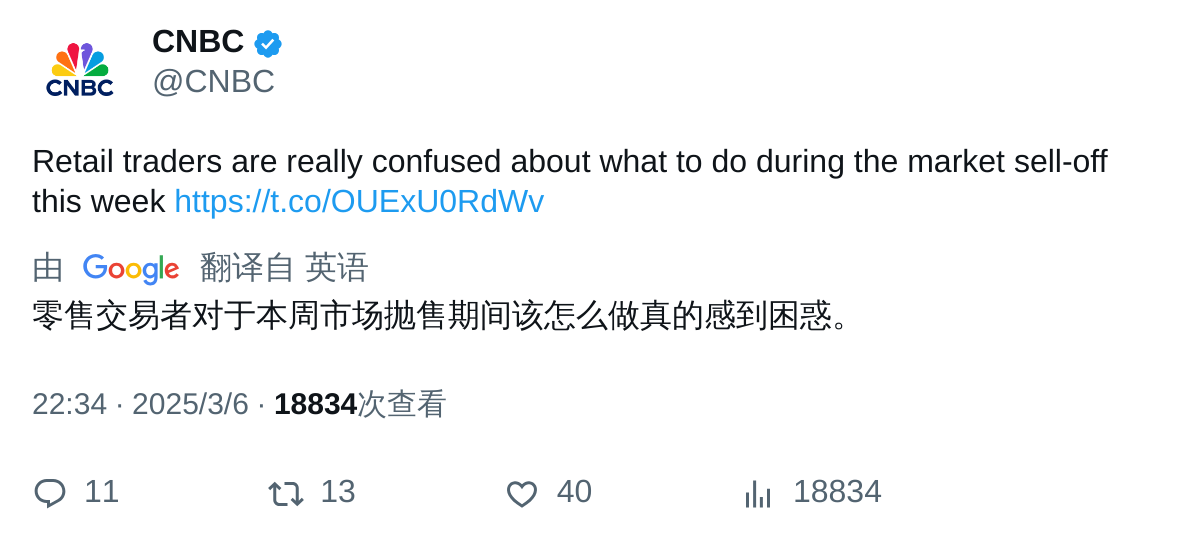 CNBC
CNBC
@CNBC
Retail traders are really confused about what to do during the market sell-off
this week https://t.co/OUExU0RdWv
由 Google 翻译自 英语
零售交易者对于本周市场抛售期间该怎么做真的感到困惑。
22:34 · 2025/3/6 · 18834次查看
11 13 40 18834